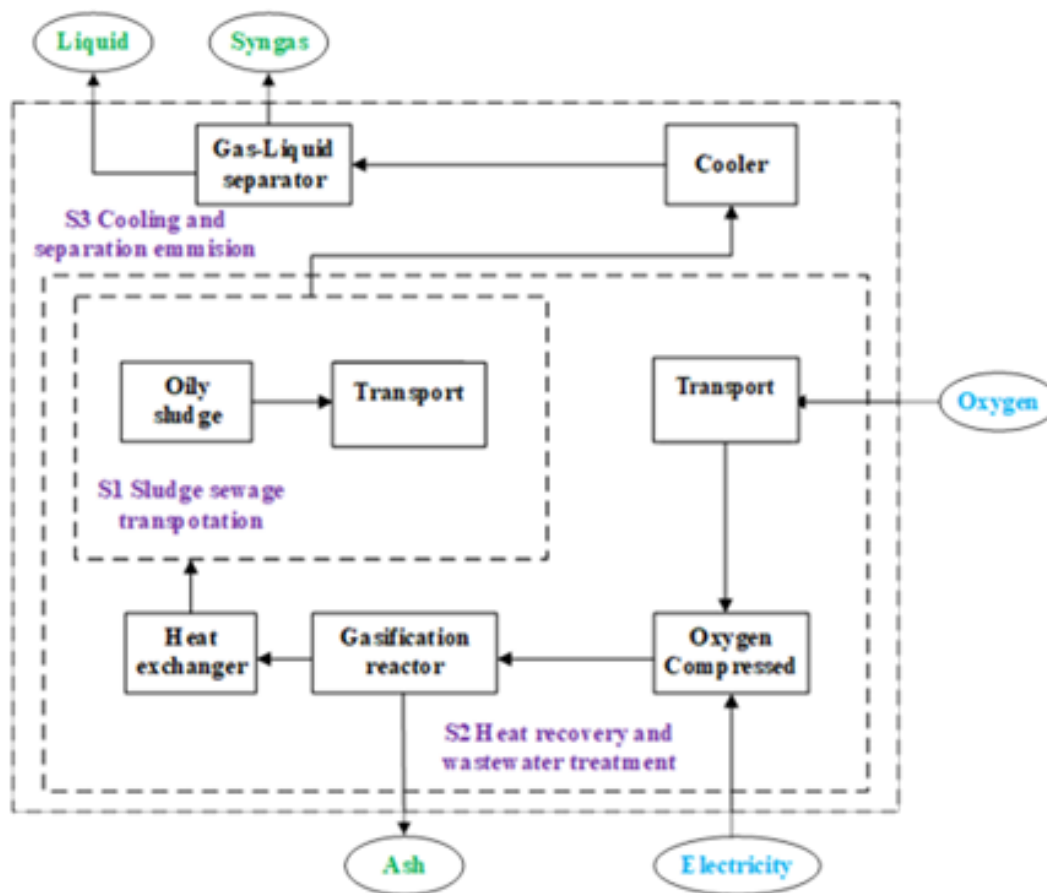 Liquid
Syngas
Gas-Liquid
separator
Cooler
S3 Cooling and
separation emmision
Oily
sludge
Transport
Transport
Oxygen
S1 Sludge sewage
transpotation
Heat
exchanger
Gasification
reactor
Oxygen
Compressed
S2 Heat recovery and
wastewater treatment
Ash
Electricity